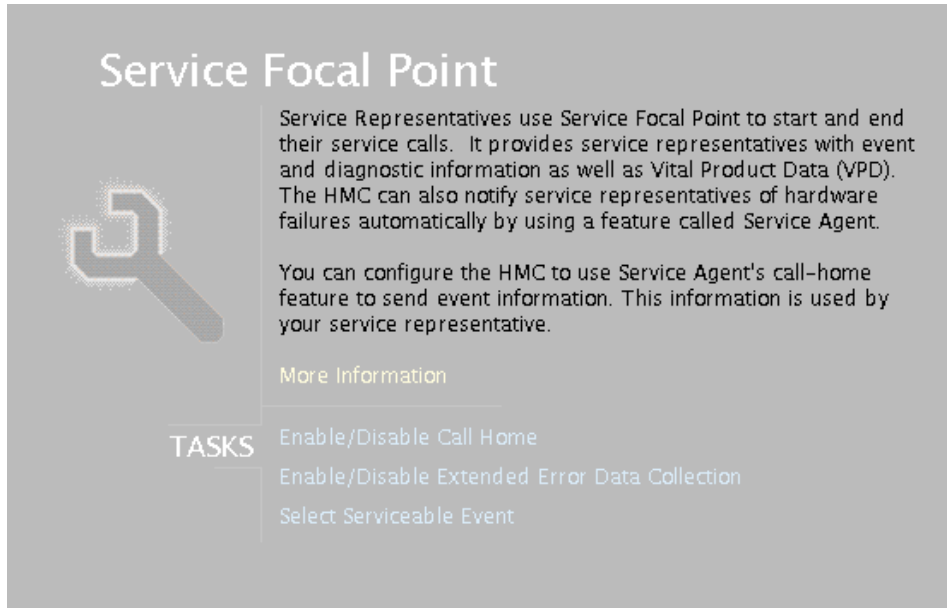 Service Focal Point
Service Representatives use Service Focal Point to start and end
their service calls.  It provides service representatives with event
and diagnostic information as well as Vital Product Data (VPD).
The HMC can also notify service representatives of hardware
failures automatically by using a feature called Service Agent.
You can configure the HMC to use Service Agent's call-home
feature to send event information. This information is used by
your service representative.
More Information
TASKS
Enable/Disable Call Home
Enable/Disable Extended Error Data Collection
Select Serviceable Event